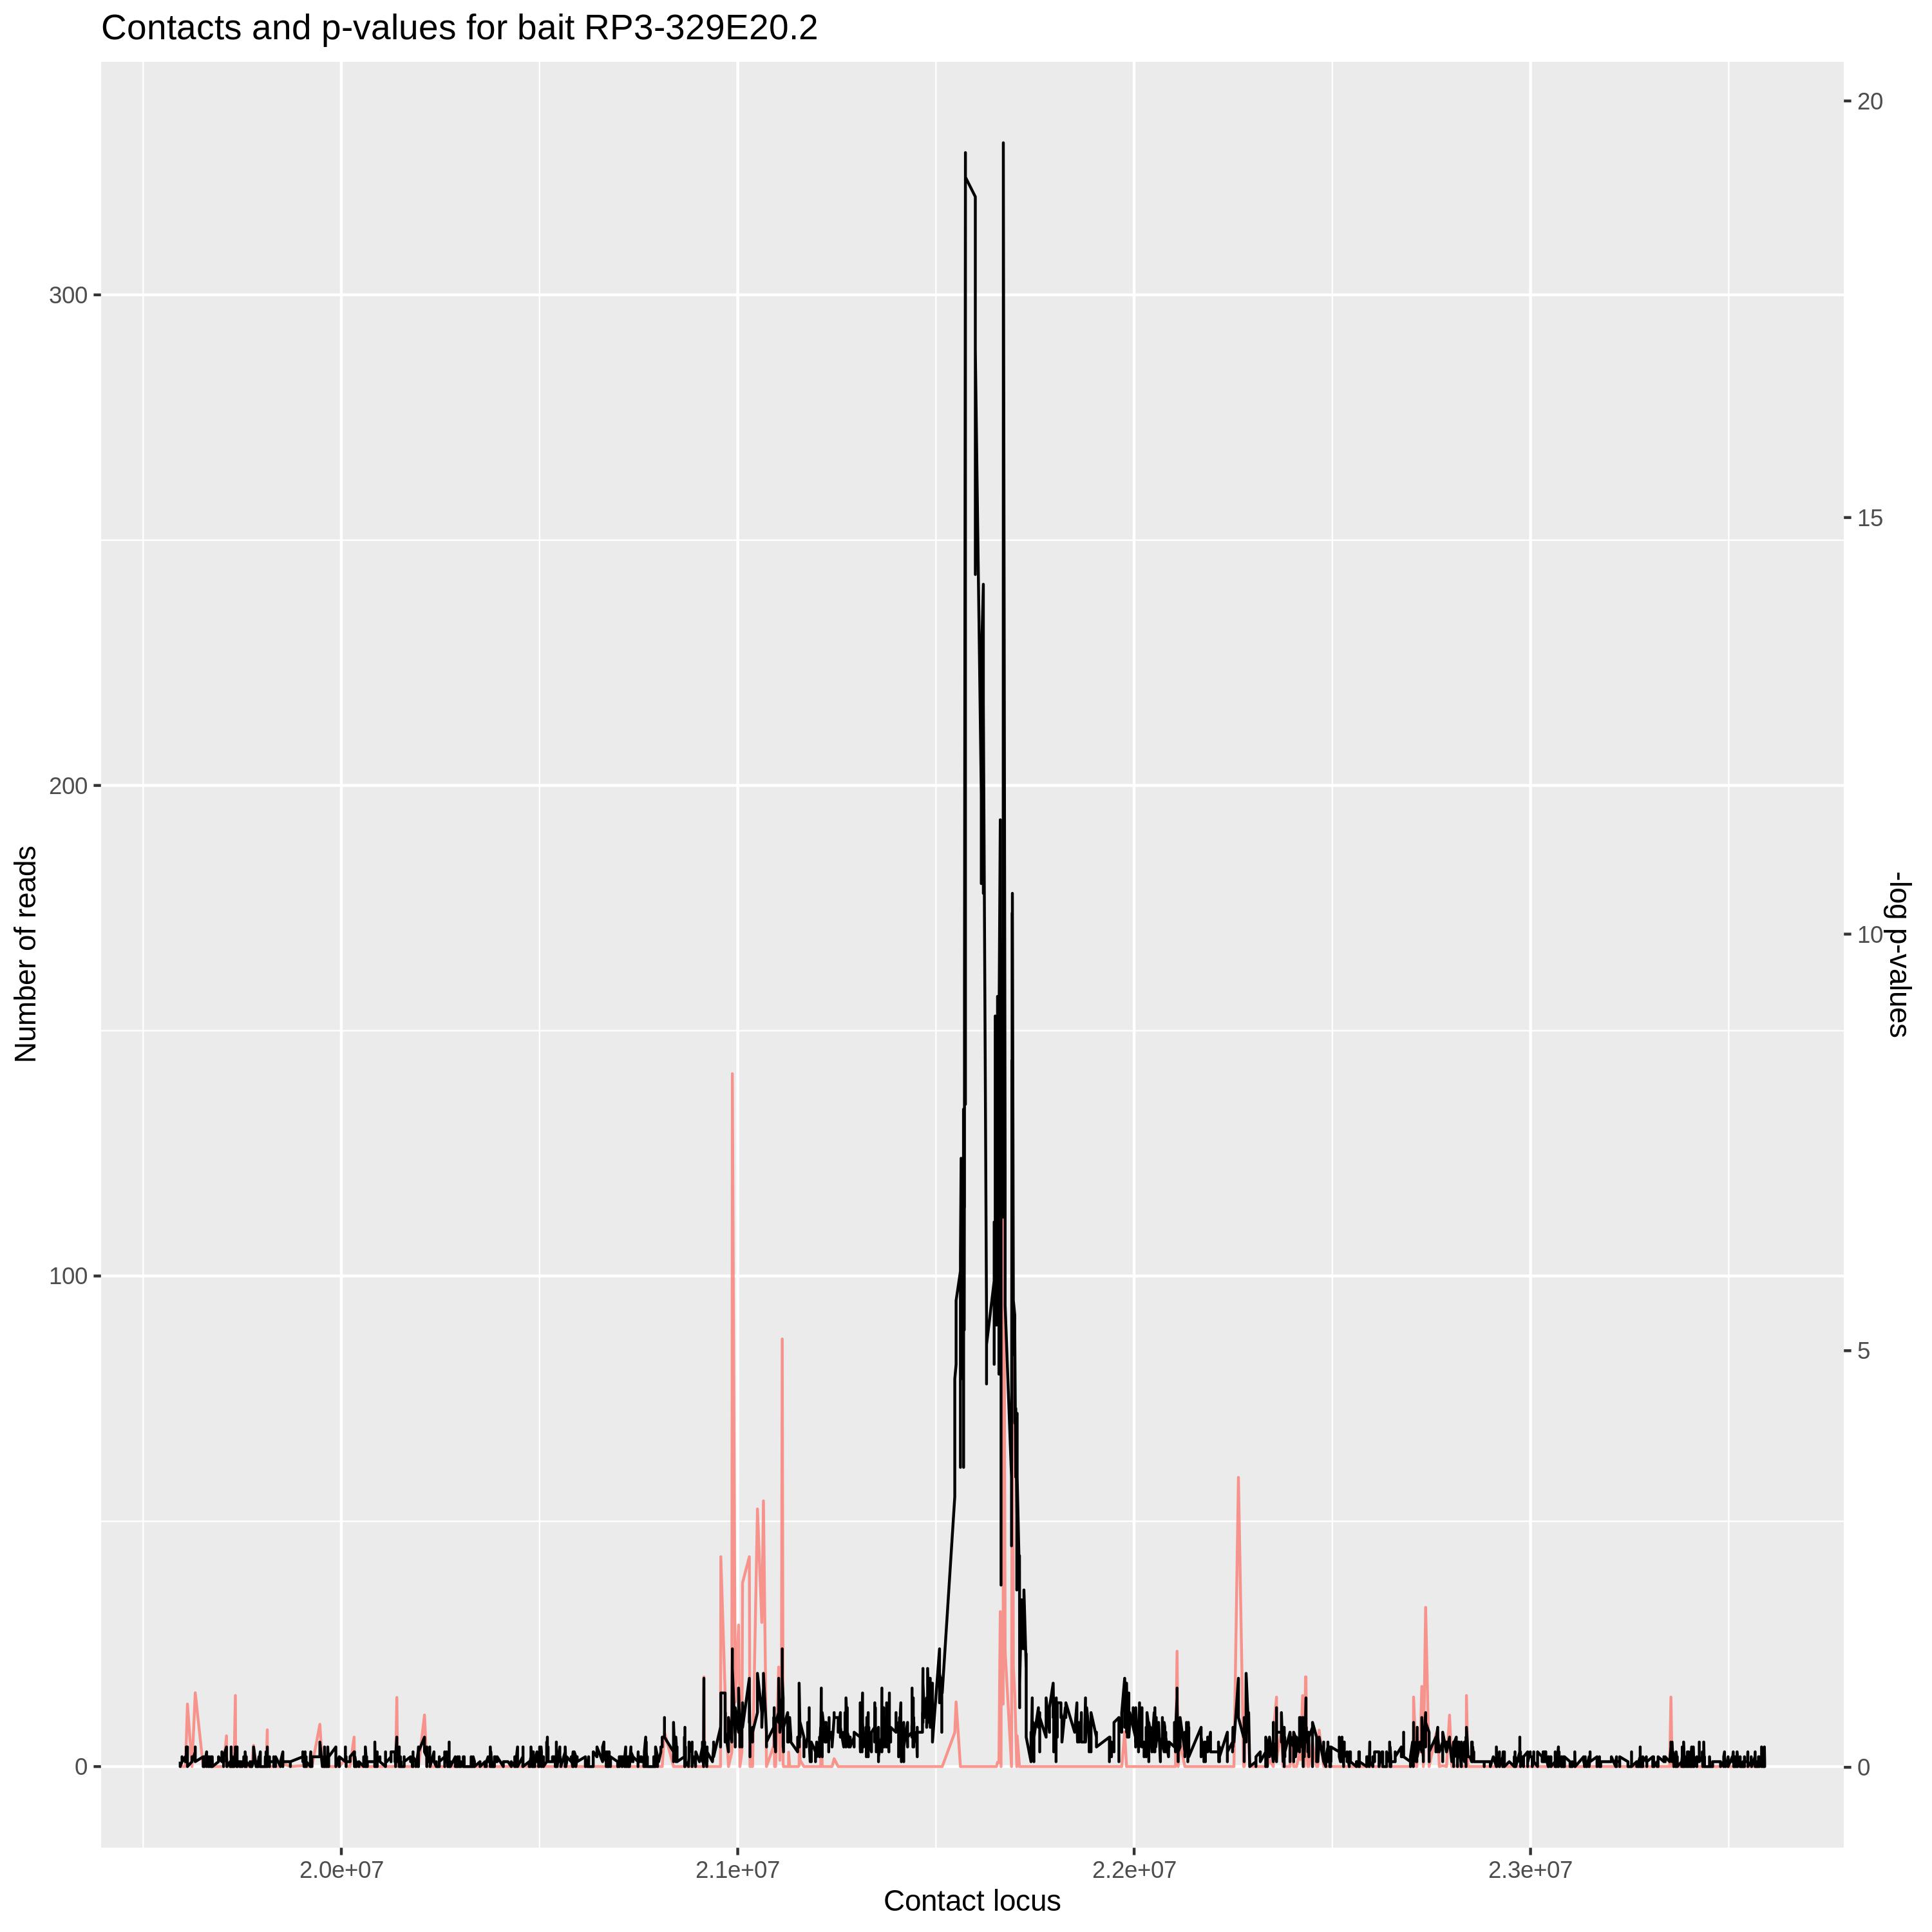 Contacts and p-values for bait RP3-329E20.2
20
300
15
200
10
100
5
0
0
Number of reads
-log p-values
2.0e+07 2.1e+07 2.2e+07 2.3e+07
Contact locus